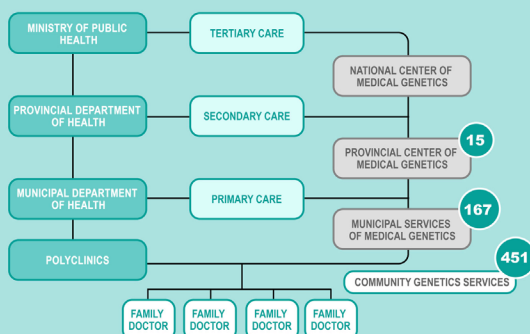 MINISTRY OF PUBLIC
HEALTH
TERTIARY CARE
NATIONAL CENTER OF
MEDICAL GENETICS
PROVINCIAL DEPARTMENT
OF HEALTH
SECONDARY CARE
15
PROVINCIAL CENTER OF
MEDICAL GENETICS
MUNICIPAL DEPARTMENT
OF HEALTH
PRIMARY CARE
167
MUNICIPAL SERVICES
OF MEDICAL GENETICS
POLYCLINICS
451
COMMUNITY GENETICS SERVICES
FAMILY
DOCTOR
FAMILY
DOCTOR
FAMILY
DOCTOR
FAMILY
DOCTOR